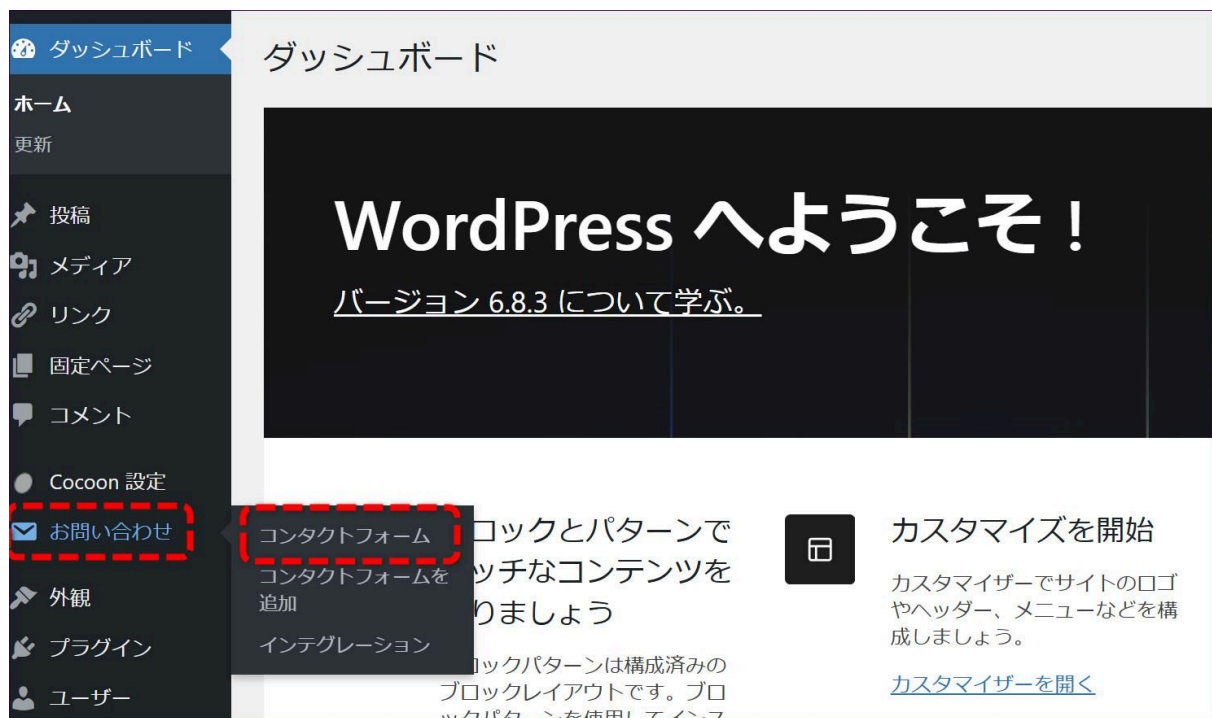 ダッシュボード
ホーム
更新
投稿
メディア
リンク
固定ページ
コメント
Cocoon 設定
お問い合わせ
外観
プラグイン
ユーザー
コンタクトフォーム
コンタクトフォームを
追加
インテグレーション
ダッシュボード
WordPress へようこそ！
バージョン 6.8.3 について学ぶ。
ロックとパターンで
ッチなコンテンツを
りましょう
ロックパターンは構成済みの
ブロックレイアウトです。ブロ
カスタマイズを開始
カスタマイザーでサイトのロゴ
やヘッダー、メニューなどを構
成しましょう。
カスタマイザーを開く